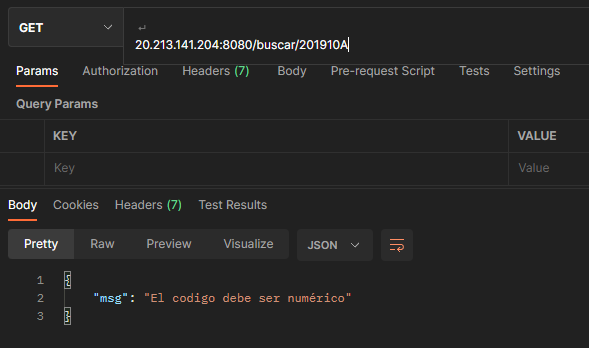 GET
↵
20.213.141.204:8080/buscar/201910A
Params Authorization Headers (7) Body Pre-request Script Tests Settings
Query Params
KEY VALUE
Key Value
Body Cookies Headers (7) Test Results
Pretty Raw Preview Visualize JSON
1 {
2 "msg": "El codigo debe ser numérico"
3 }